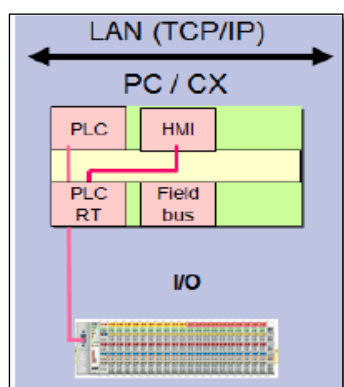 LAN (TCP/IP)
PC / CX
PLC
HMI
PLC
RT
Field
bus
I/O